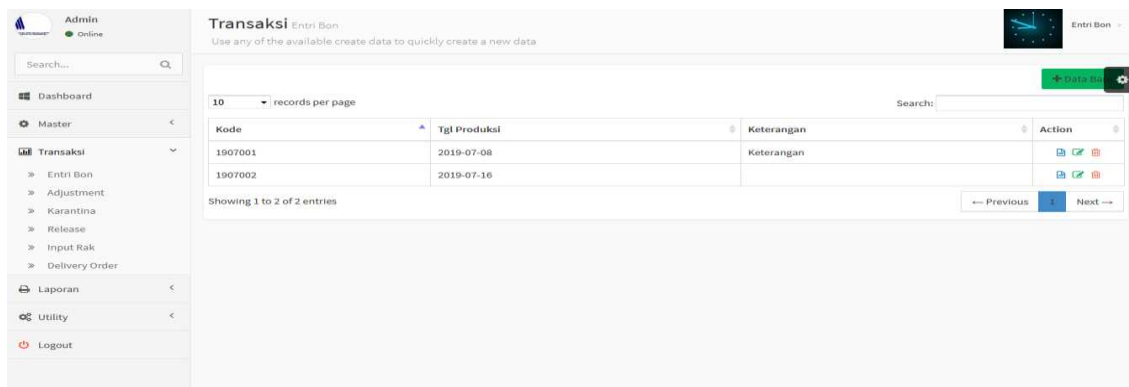 Admin
Online
Search...
Dashboard
Master
Transaksi
Entri Bon
Adjustment
Karantina
Release
Input Rak
Delivery Order
Laporan
Utility
Logout
Transaksi Entri Bon
Use any of the available create data to quickly create a new data
Entri Bon >
+ Data Ba
10 records per page
Search:
Kode Tgl Produksi Keterangan Action
1907001 2019-07-08 Keterangan
1907002 2019-07-16
Showing 1 to 2 of 2 entries
← Previous 1 Next →